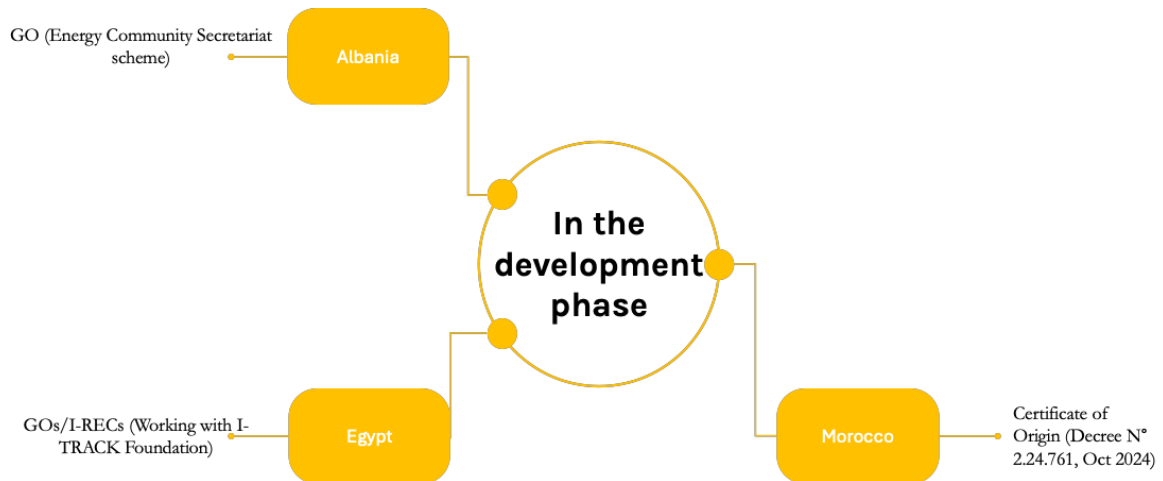 GO (Energy Community Secretariat
scheme)
Albania
In the
development
phase
GOs/I-RECs (Working with I-
TRACK Foundation)
Egypt
Morocco
Certificate of
Origin (Decree N°
2.24.761, Oct 2024)